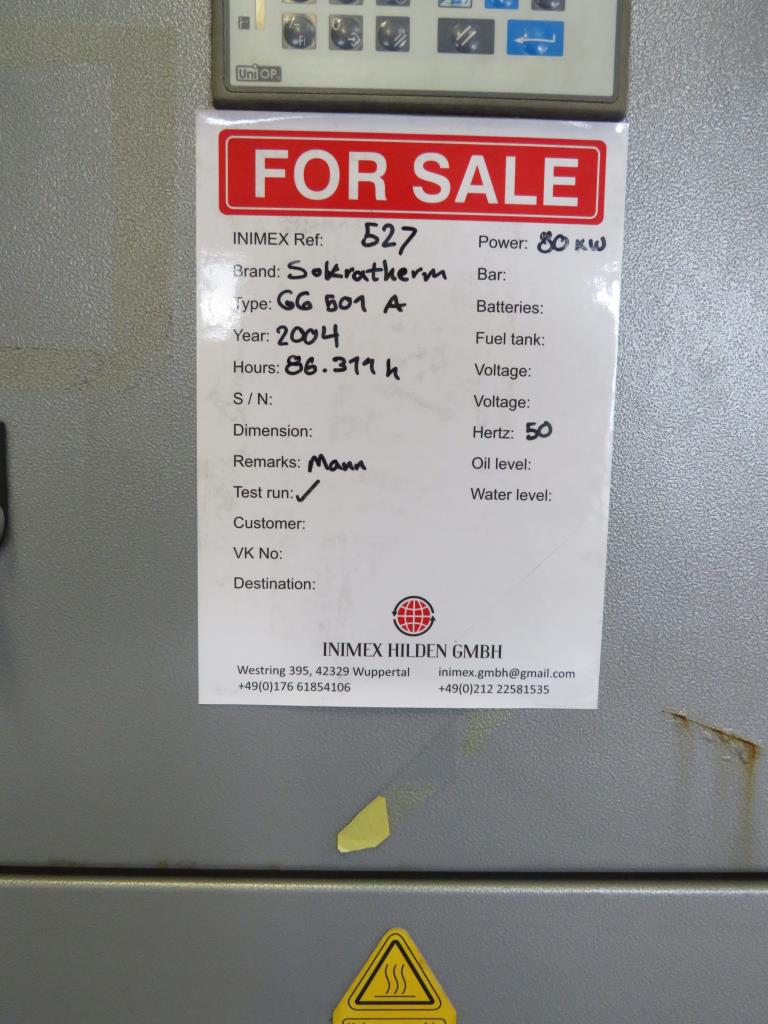 UniOP
FOR SALE
INIMEX Ref: 527
Power: 80 KW
Brand: Sokratherm
Bar:
Type: GG 501 A
Batteries:
Year: 2004
Fuel tank:
Hours: 86.311 h
Voltage:
S / N:
Voltage:
Dimension:
Hertz: 50
Remarks: Mann
Oil level:
Test run: ✓
Water level:
Customer:
VK No:
Destination:
INIMEX HILDEN GMBH
Westring 395, 42329 Wuppertal
inimex.gmbh@gmail.com
+49(0)176 61854106
+49(0)212 22581535